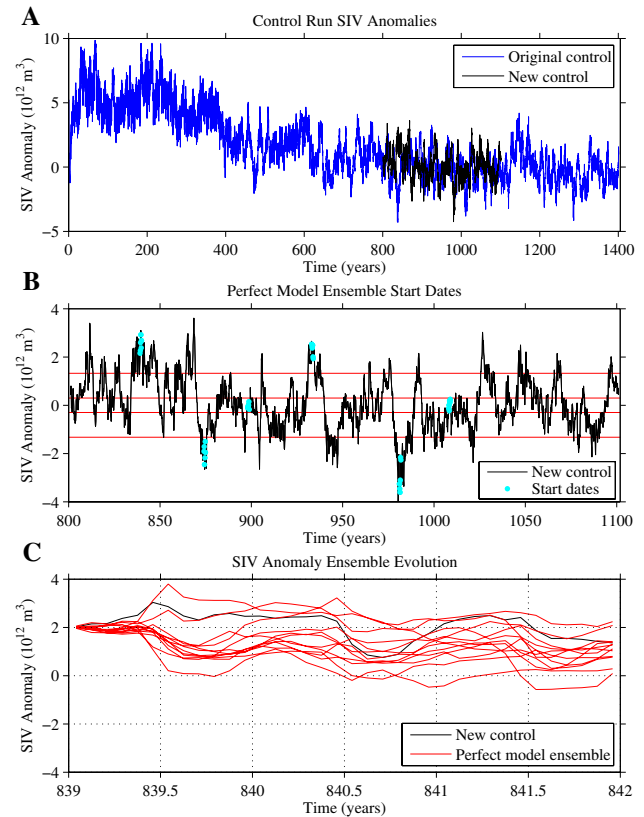 A
Control Run SIV Anomalies
SIV Anomaly (10^12 m^3)
10
5
0
−5
Original control
New control
0 200 400 600 800 1000 1200 1400
Time (years)
B
Perfect Model Ensemble Start Dates
SIV Anomaly (10^12 m^3)
4
2
0
−2
−4
New control
Start dates
800 850 900 950 1000 1050 1100
Time (years)
C
SIV Anomaly Ensemble Evolution
SIV Anomaly (10^12 m^3)
4
2
0
−2
−4
New control
Perfect model ensemble
839 839.5 840 840.5 841 841.5 842
Time (years)